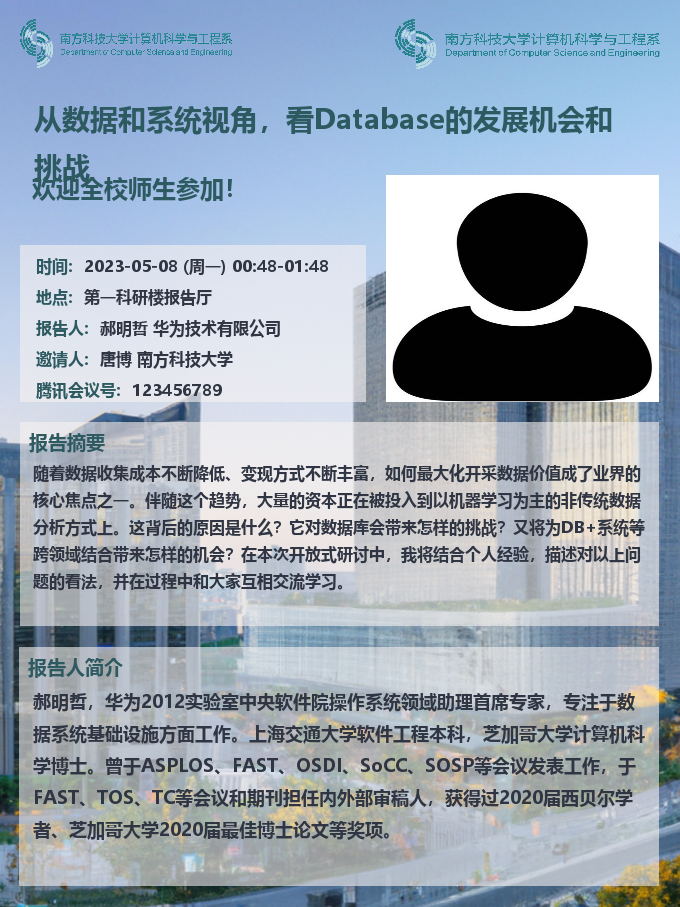 南方科技大学计算机科学与工程系
Department of Computer Science and Engineering
南方科技大学计算机科学与工程系
Department of Computer Science and Engineering
从数据和系统视角，看Database的发展机会和
挑战
欢迎全校师生参加！
时间：2023-05-08 (周一) 00:48-01:48
地点：第一科研楼报告厅
报告人：郝明哲 华为技术有限公司
邀请人：唐博 南方科技大学
腾讯会议号：123456789
报告摘要
随着数据收集成本不断降低、变现方式不断丰富，如何最大化开采数据价值成了业界的
核心焦点之一。伴随这个趋势，大量的资本正在被投入到以机器学习为主的非传统数据
分析方式上。这背后的原因是什么？它对数据库会带来怎样的挑战？又将为DB+系统等
跨领域结合带来怎样的机会？在本次开放式研讨中，我将结合个人经验，描述对以上问
题的看法，并在过程中和大家互相交流学习。
报告人简介
郝明哲，华为2012实验室中央软件院操作系统领域助理首席专家，专注于数
据系统基础设施方面工作。上海交通大学软件工程本科，芝加哥大学计算机科
学博士。曾于ASPLOS、FAST、OSDI、SoCC、SOSP等会议发表工作，于
FAST、TOS、TC等会议和期刊担任内外部审稿人，获得过2020届西贝尔学
者、芝加哥大学2020届最佳博士论文等奖项。